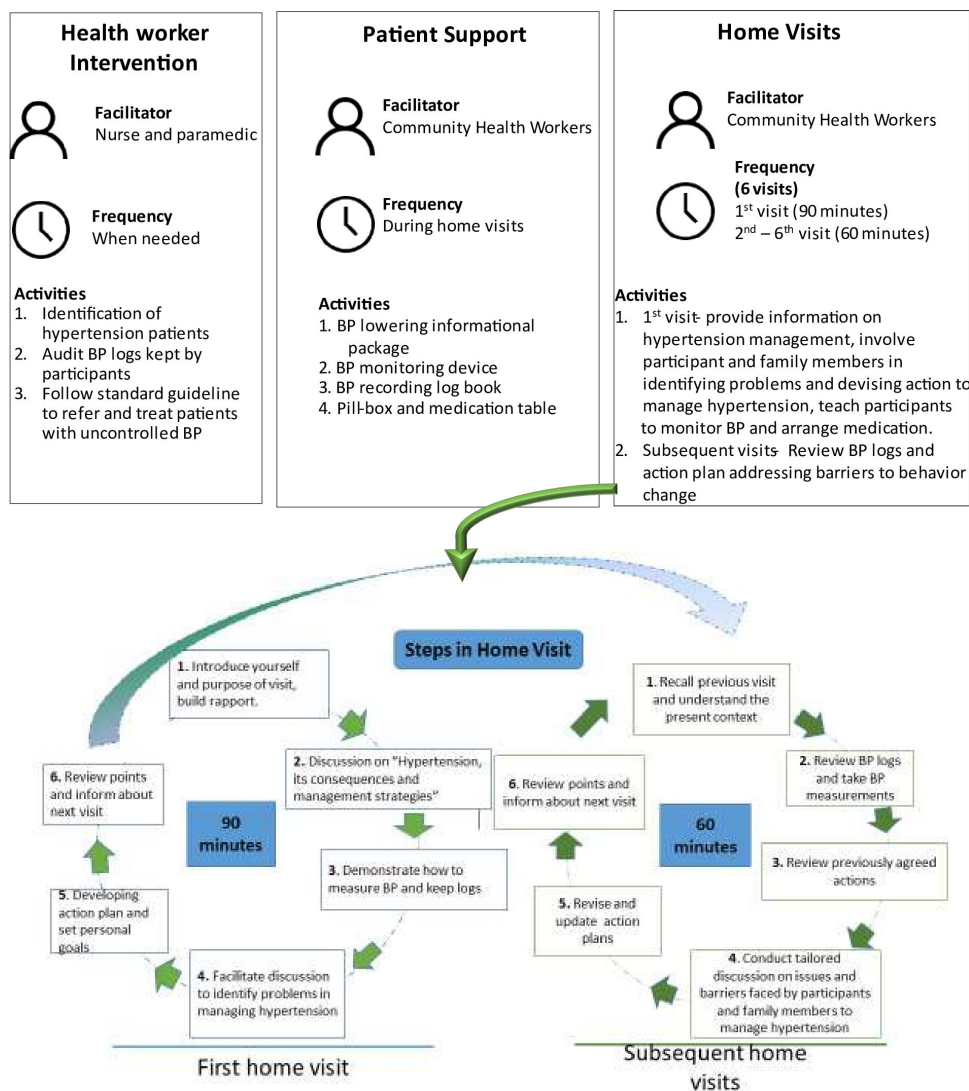 Health worker
Intervention
Facilitator
Nurse and paramedic
Frequency
When needed
Activities
1. Identification of
hypertension patients
2. Audit BP logs kept by
participants
3. Follow standard guideline
to refer and treat patients
with uncontrolled BP
Patient Support
Facilitator
Community Health Workers
Frequency
During home visits
Activities
1. BP lowering informational
package
2. BP monitoring device
3. BP recording log book
4. Pill-box and medication table
Home Visits
Facilitator
Community Health Workers
Frequency
(6 visits)
1st visit (90 minutes)
2nd – 6th visit (60 minutes)
Activities
1. 1st visit- provide information on
hypertension management, involve
participant and family members in
identifying problems and devising action to
manage hypertension, teach participants
to monitor BP and arrange medication.
2. Subsequent visits- Review BP logs and
action plan addressing barriers to behavior
change
Steps in Home Visit
1. Introduce yourself
and purpose of visit,
build rapport.
2. Discussion on "Hypertension,
its consequences and
management strategies"
3. Demonstrate how to
measure BP and keep logs
4. Facilitate discussion
to identify problems in
managing hypertension
5. Developing
action plan and
set personal
goals
6. Review points
and inform about
next visit
90
minutes
First home visit
1. Recall previous visit
and understand the
present context
2. Review BP logs
and take BP
measurements
3. Review previously agreed
actions
4. Conduct tailored
discussion on issues and
barriers faced by participants
and family members to
manage hypertension
5. Revise and
update action
plans
6. Review points and
inform about next visit
60
minutes
Subsequent home
visits